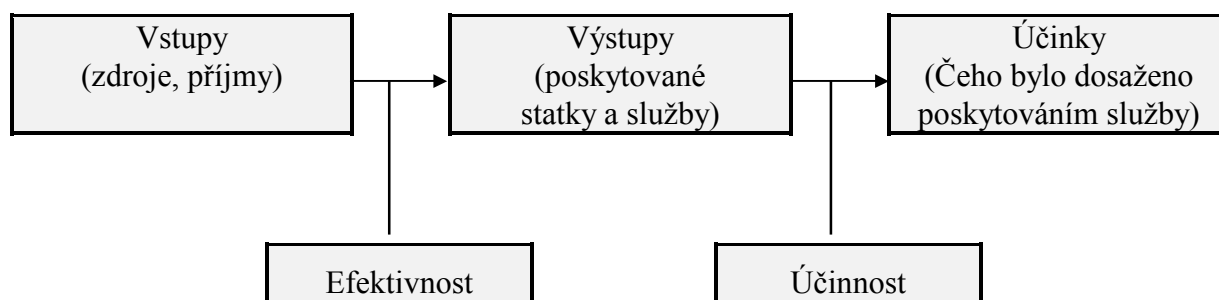 Vstupy
(zdroje, příjmy)
Výstupy
(poskytované
statky a služby)
Účinky
(Čeho bylo dosaženo
poskytováním služby)
Efektivnost
Účinnost